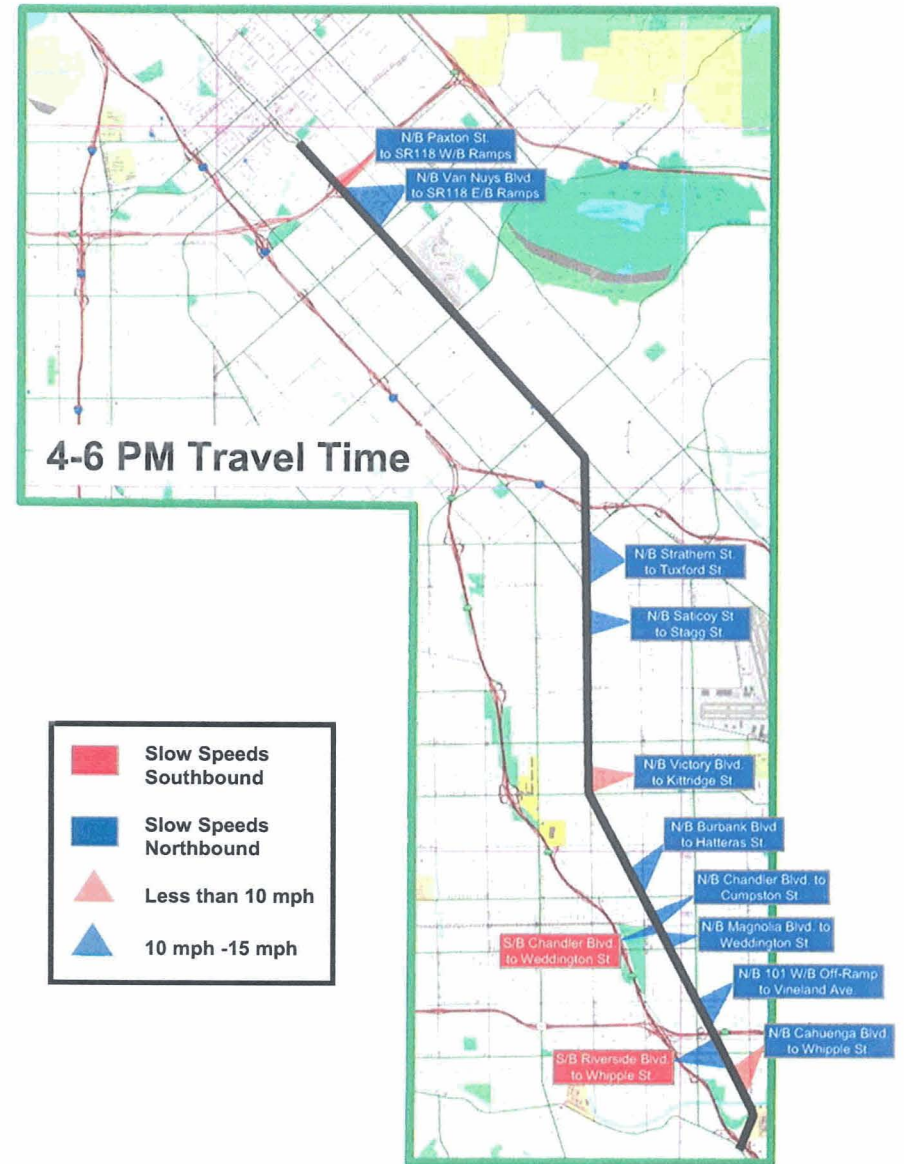 N/B Paxton St.
to SR118 W/B Ramps
N/B Van Nuys Blvd.
to SR118 E/B Ramps
4-6 PM Travel Time
N/B Strathern St.
to Tuxford St.
N/B Saticoy St
to Stagg St.
N/B Victory Blvd.
to Kittridge St.
N/B Burbank Blvd
to Hatteras St.
N/B Chandler Blvd. to
Cumpston St.
N/B Magnolia Blvd. to
Weddington St.
S/B Chandler Blvd.
to Weddington St.
N/B 101 W/B Off-Ramp
to Vineland Ave.
N/B Cahuenga Blvd.
to Whipple St.
S/B Riverside Blvd.
to Whipple St.
Slow Speeds
Southbound
Slow Speeds
Northbound
Less than 10 mph
10 mph -15 mph